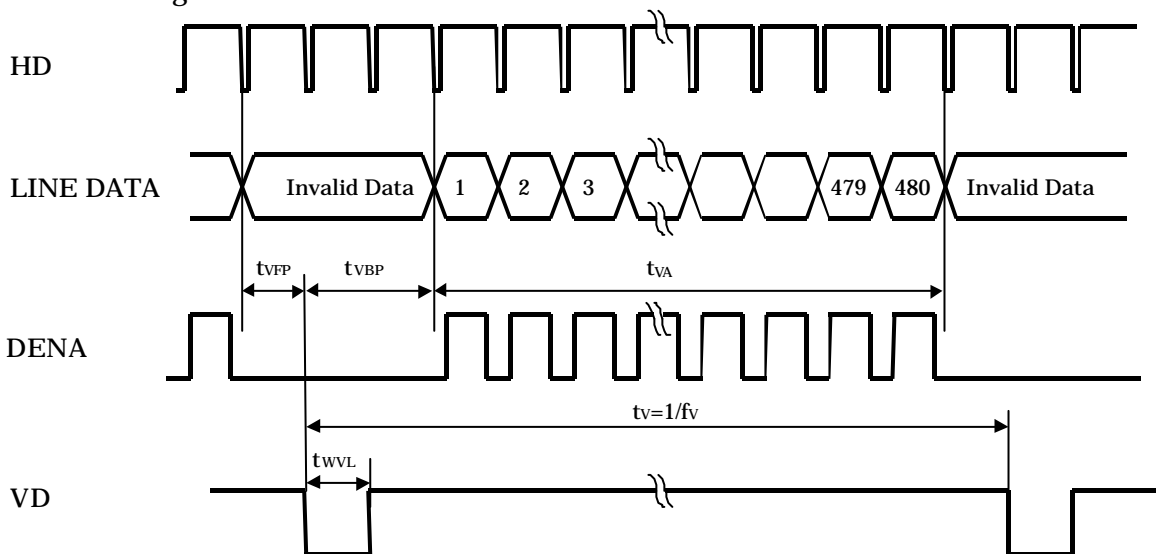 HD
LINE DATA
Invalid Data
1
2
3
479
480
Invalid Data
tVFP
tVBP
tVA
DENA
tV=1/fV
tWVL
VD